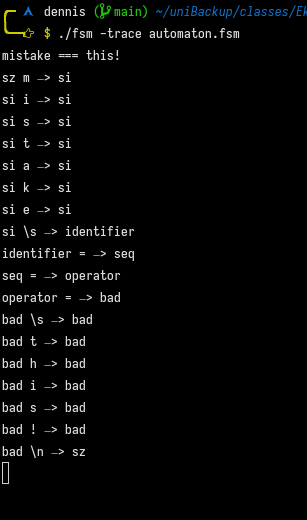 dennis (main) ~/uniBackup/classes/Ek
$ ./fsm -trace automaton.fsm
mistake === this!
sz m -> si
si i -> si
si s -> si
si t -> si
si a -> si
si k -> si
si e -> si
si \s -> identifier
identifier = -> seq
seq = -> operator
operator = -> bad
bad \s -> bad
bad t -> bad
bad h -> bad
bad i -> bad
bad s -> bad
bad ! -> bad
bad \n -> sz